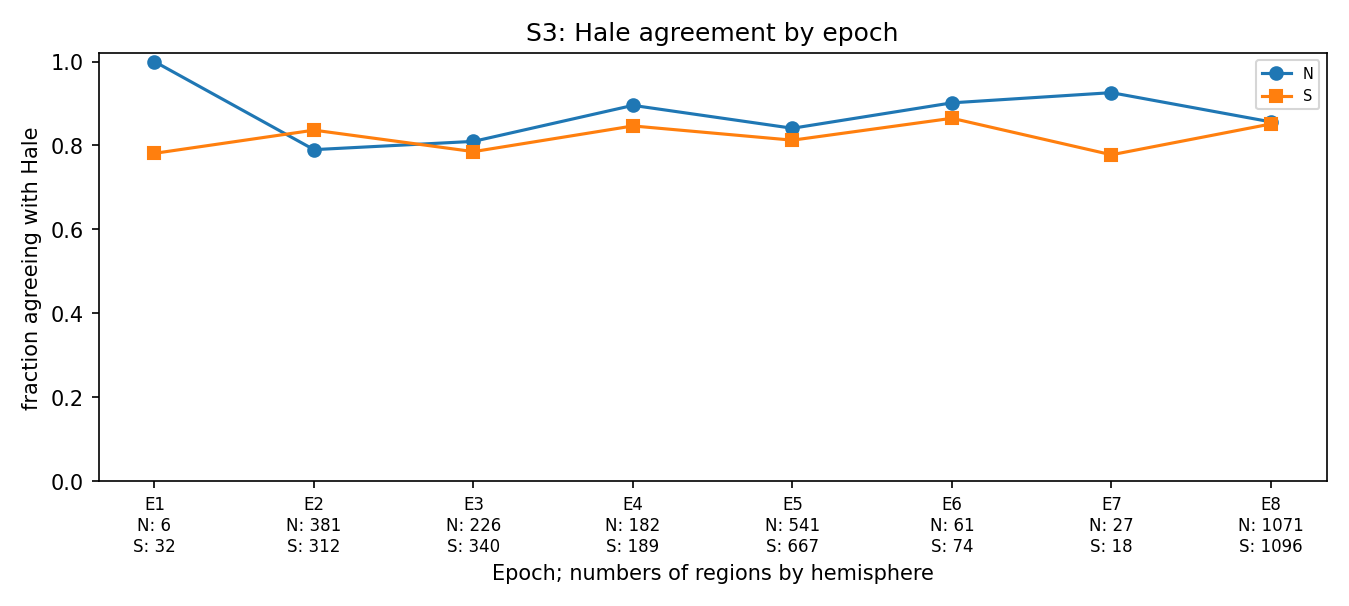 S3: Hale agreement by epoch
N
S
fraction agreeing with Hale
1.0
0.8
0.6
0.4
0.2
0.0
E1 E2 E3 E4 E5 E6 E7 E8
N: 6 N: 381 N: 226 N: 182 N: 541 N: 61 N: 27 N: 1071
S: 32 S: 312 S: 340 S: 189 S: 667 S: 74 S: 18 S: 1096
Epoch; numbers of regions by hemisphere